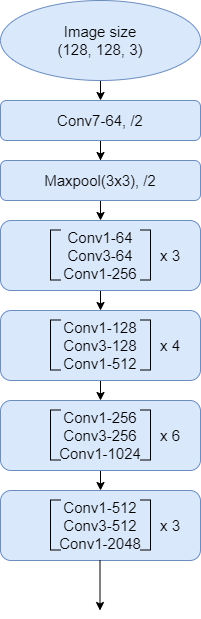 Image size
(128, 128, 3)
Conv7-64, /2
Maxpool(3x3), /2
Conv1-64
Conv3-64 x 3
Conv1-256
Conv1-128
Conv3-128 x 4
Conv1-512
Conv1-256
Conv3-256 x 6
Conv1-1024
Conv1-512
Conv3-512 x 3
Conv1-2048